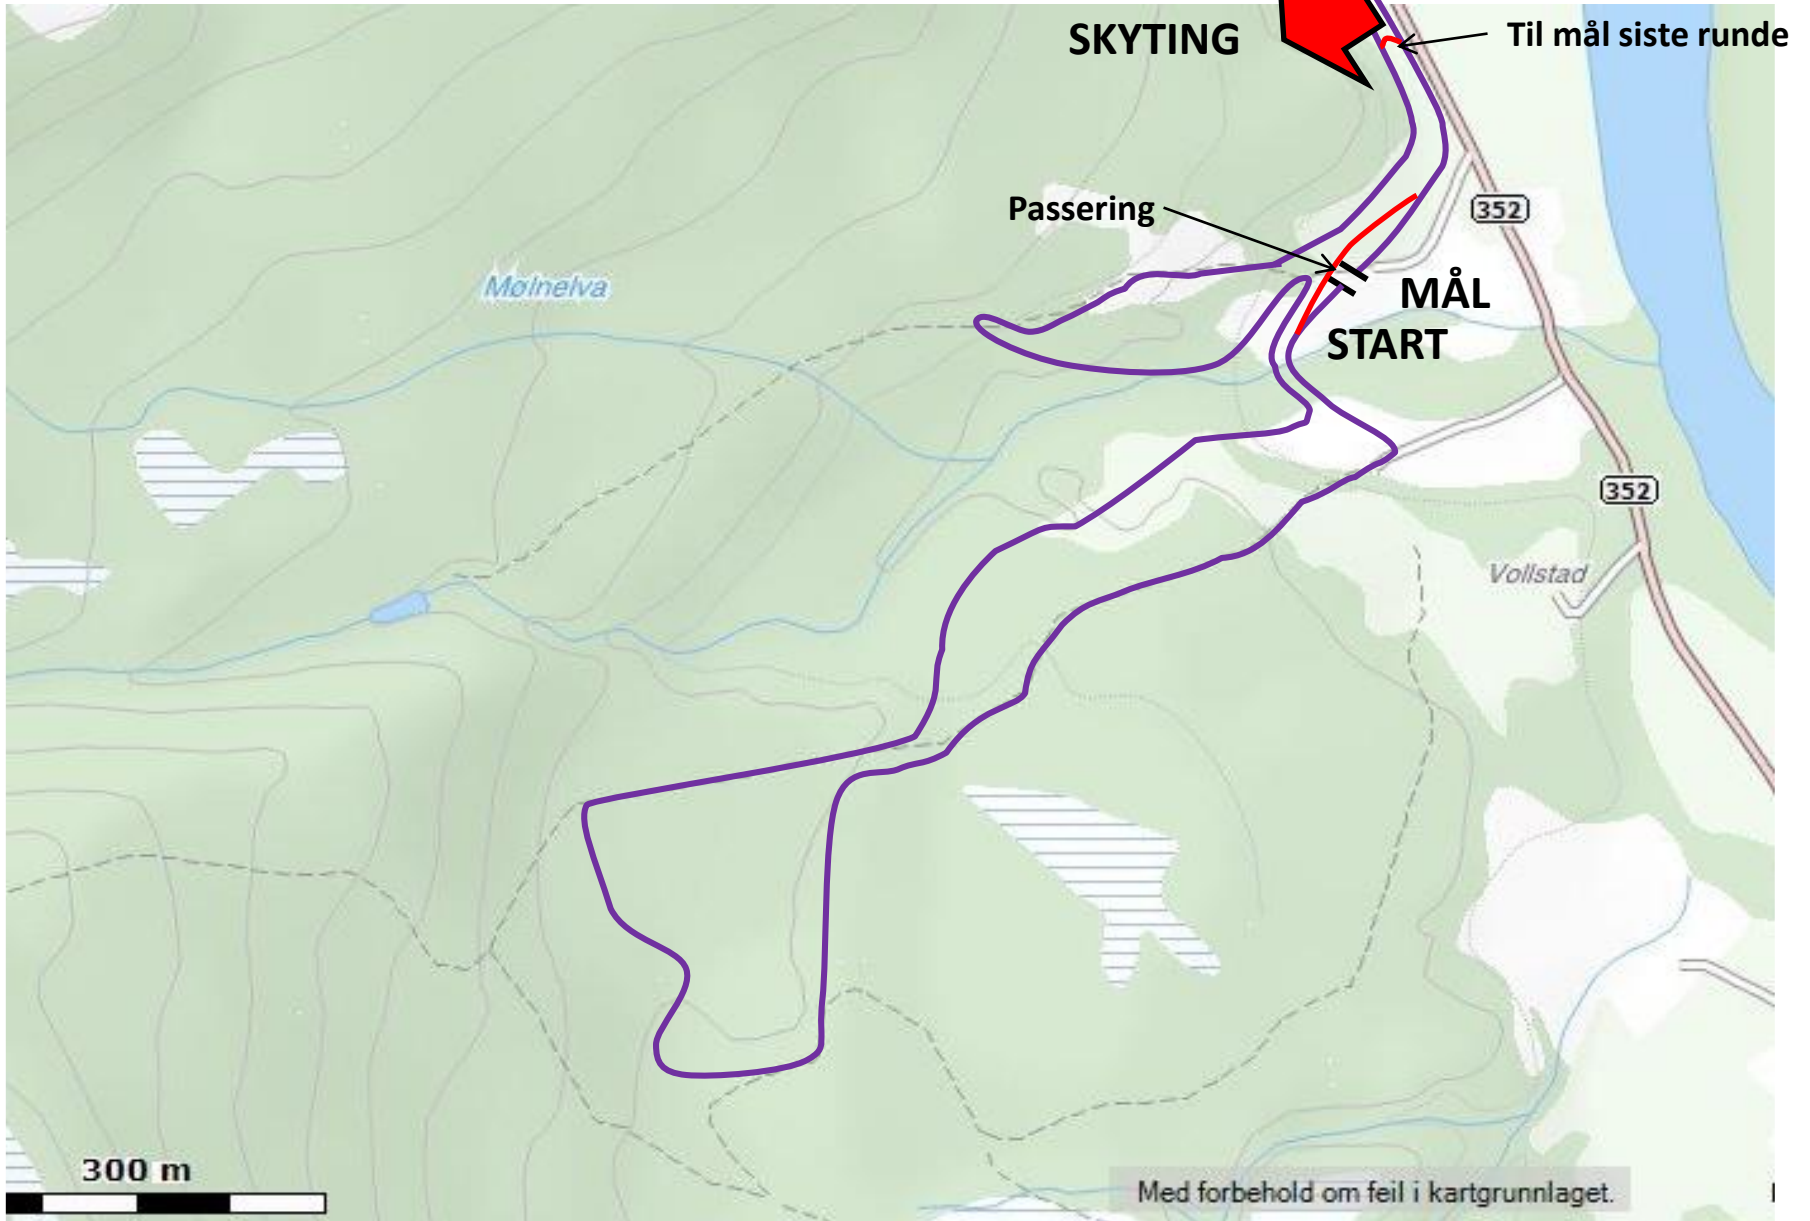 SKYTING
Til mål siste runde
Passering
352
Mølnelva
MÅL
START
352
Vollstad
300 m
Med forbehold om feil i kartgrunnlaget.